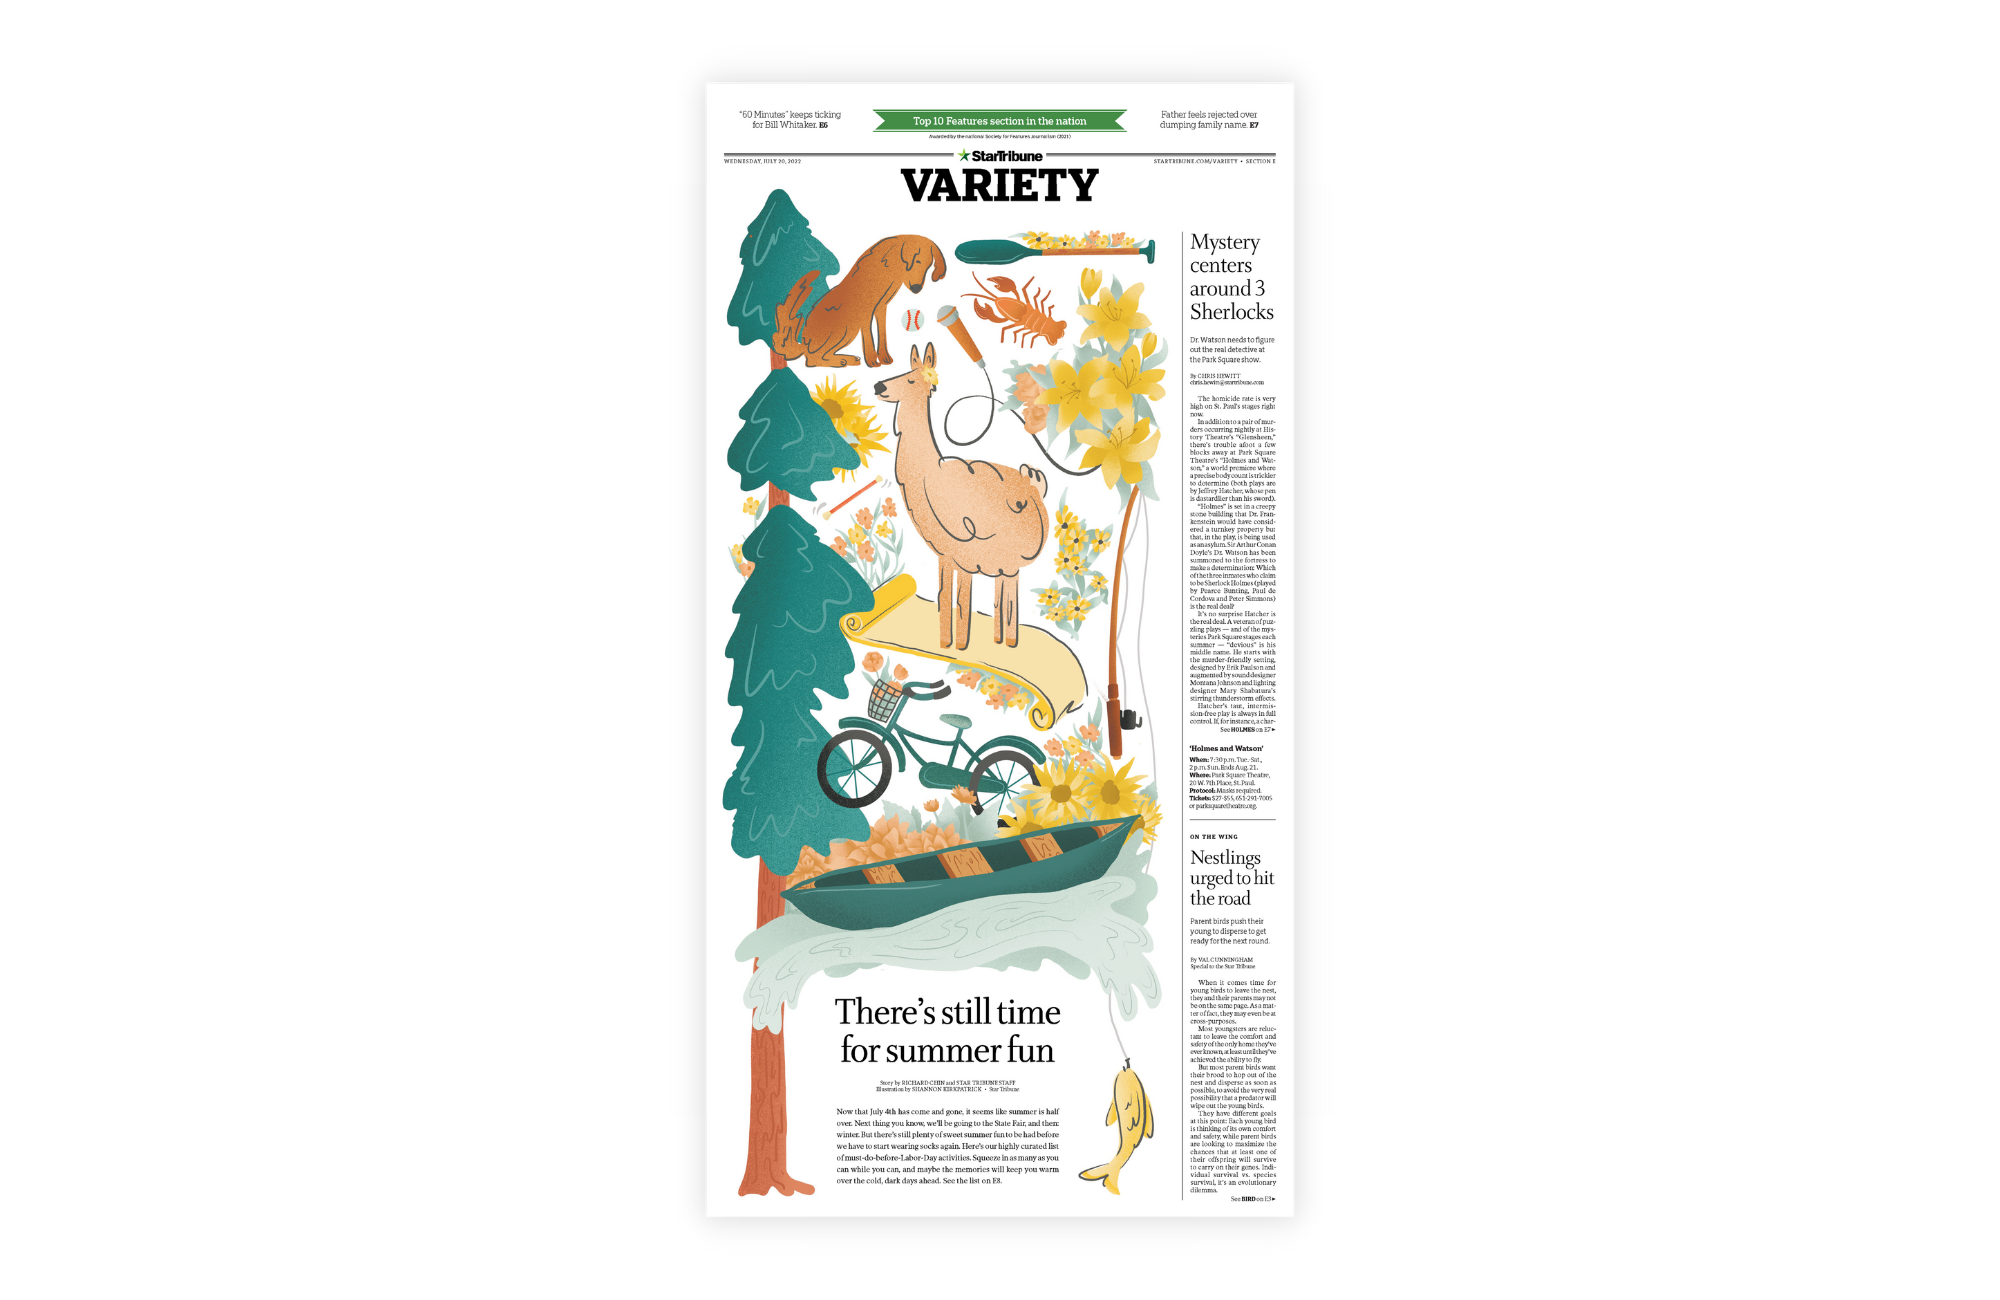 "60 Minutes" keeps ticking
for Bill Whitaker. E6
Top 10 Features section in the nation
Awarded by the national Society for Features Journalism (2021)
Father feels rejected over
dumping family name. E7
WEDNESDAY, JULY 20, 2022
StarTribune
STARTRIBUNE.COM/VARIETY • SECTION E
VARIETY
There's still time
for summer fun
Story by RICHARD CHIN and STAR TRIBUNE STAFF
Illustration by SHANNON KIRKPATRICK • Star Tribune
Now that July 4th has come and gone, it seems like summer is half
over. Next thing you know, we'll be going to the State Fair, and then:
winter. But there's still plenty of sweet summer fun to be had before
we have to start wearing socks again. Here's our highly curated list
of must-do-before-Labor-Day activities. Squeeze in as many as you
can while you can, and maybe the memories will keep you warm
over the cold, dark days ahead. See the list on E8.
Mystery
centers
around 3
Sherlocks
Dr. Watson needs to figure
out the real detective at
the Park Square show.
By CHRIS HEWITT
chris.hewitt@startribune.com
The homicide rate is very
high on St. Paul's stages right
now.
In addition to a pair of mur-
ders occurring nightly at His-
tory Theatre's "Glensheen,"
there's trouble afoot a few
blocks away at Park Square
Theatre's "Holmes and Wat-
son," a world premiere where
a precise body count is trickier
to determine (both plays are
by Jeffrey Hatcher, whose pen
is dastardlier than his sword).
"Holmes" is set in a creepy
stone building that Dr. Fran-
kenstein would have consid-
ered a turnkey property but
that, in the play, is being used
as an asylum. Sir Arthur Conan
Doyle's Dr. Watson has been
summoned to the fortress to
make a determination: Which
of the three inmates who claim
to be Sherlock Holmes (played
by Pearce Bunting, Paul de
Cordova and Peter Simmons)
is the real deal?
It's no surprise Hatcher is
the real deal. A veteran of puz-
zling plays — and of the mys-
teries Park Square stages each
summer — "devious" is his
middle name. He starts with
the murder-friendly setting,
designed by Erik Paulson and
augmented by sound designer
Montana Johnson and lighting
designer Mary Shabatura's
stirring thunderstorm effects.
Hatcher's taut, intermis-
sion-free play is always in full
control. If, for instance, a char-
See HOLMES on E7 ►
'Holmes and Watson'
When: 7:30 p.m. Tue.-Sat.,
2 p.m. Sun. Ends Aug. 21.
Where: Park Square Theatre,
20 W. 7th Place, St. Paul.
Protocol: Masks required.
Tickets: $27-$55, 651-291-7005
or parksquaretheatre.org.
ON THE WING
Nestlings
urged to hit
the road
Parent birds push their
young to disperse to get
ready for the next round.
By VAL CUNNINGHAM
Special to the Star Tribune
When it comes time for
young birds to leave the nest,
they and their parents may not
be on the same page. As a mat-
ter of fact, they may even be at
cross-purposes.
Most youngsters are reluc-
tant to leave the comfort and
safety of the only home they've
ever known, at least until they've
achieved the ability to fly.
But most parent birds want
their brood to hop out of the
nest and disperse as soon as
possible, to avoid the very real
possibility that a predator will
wipe out the young birds.
They have different goals
at this point: Each young bird
is thinking of its own comfort
and safety, while parent birds
are looking to maximize the
chances that at least one of
their offspring will survive
to carry on their genes. Indi-
vidual survival vs. species
survival, it's an evolutionary
dilemma.
See BIRD on E3 ►